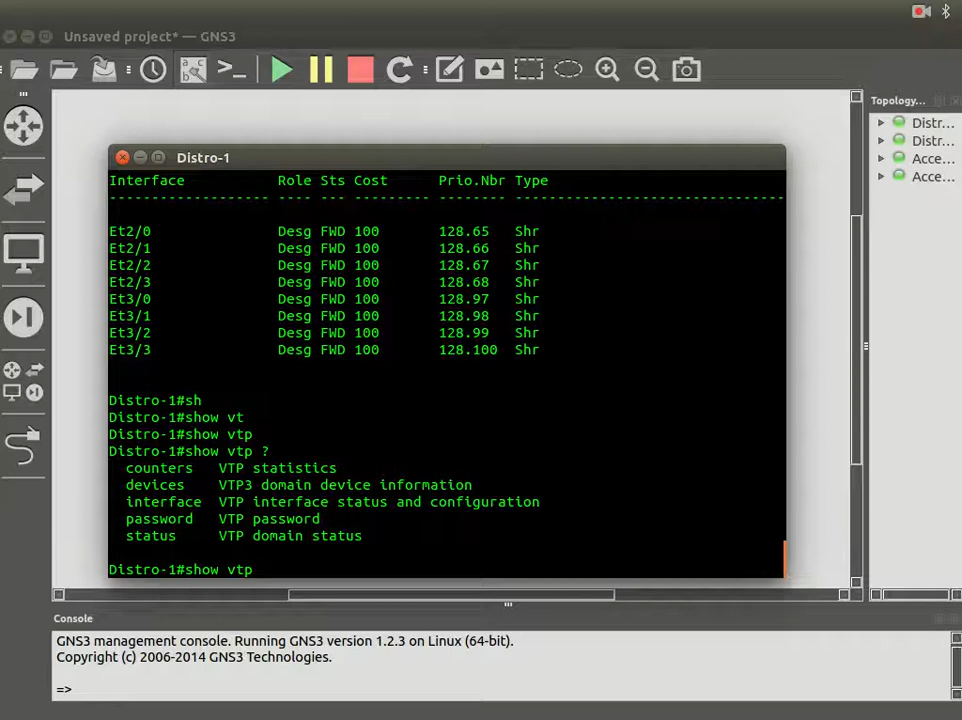 Unsaved project* — GNS3
Topology...
Distr...
Distr...
Acce...
Acce...
Distro-1
Interface Role Sts Cost Prio.Nbr Type
------------------- ---- --- --------- -------- --------------------------------
Et2/0 Desg FWD 100 128.65 Shr
Et2/1 Desg FWD 100 128.66 Shr
Et2/2 Desg FWD 100 128.67 Shr
Et2/3 Desg FWD 100 128.68 Shr
Et3/0 Desg FWD 100 128.97 Shr
Et3/1 Desg FWD 100 128.98 Shr
Et3/2 Desg FWD 100 128.99 Shr
Et3/3 Desg FWD 100 128.100 Shr
Distro-1#sh
Distro-1#show vt
Distro-1#show vtp
Distro-1#show vtp ?
counters VTP statistics
devices VTP3 domain device information
interface VTP interface status and configuration
password VTP password
status VTP domain status
Distro-1#show vtp
Console
GNS3 management console. Running GNS3 version 1.2.3 on Linux (64-bit).
Copyright (c) 2006-2014 GNS3 Technologies.
=>